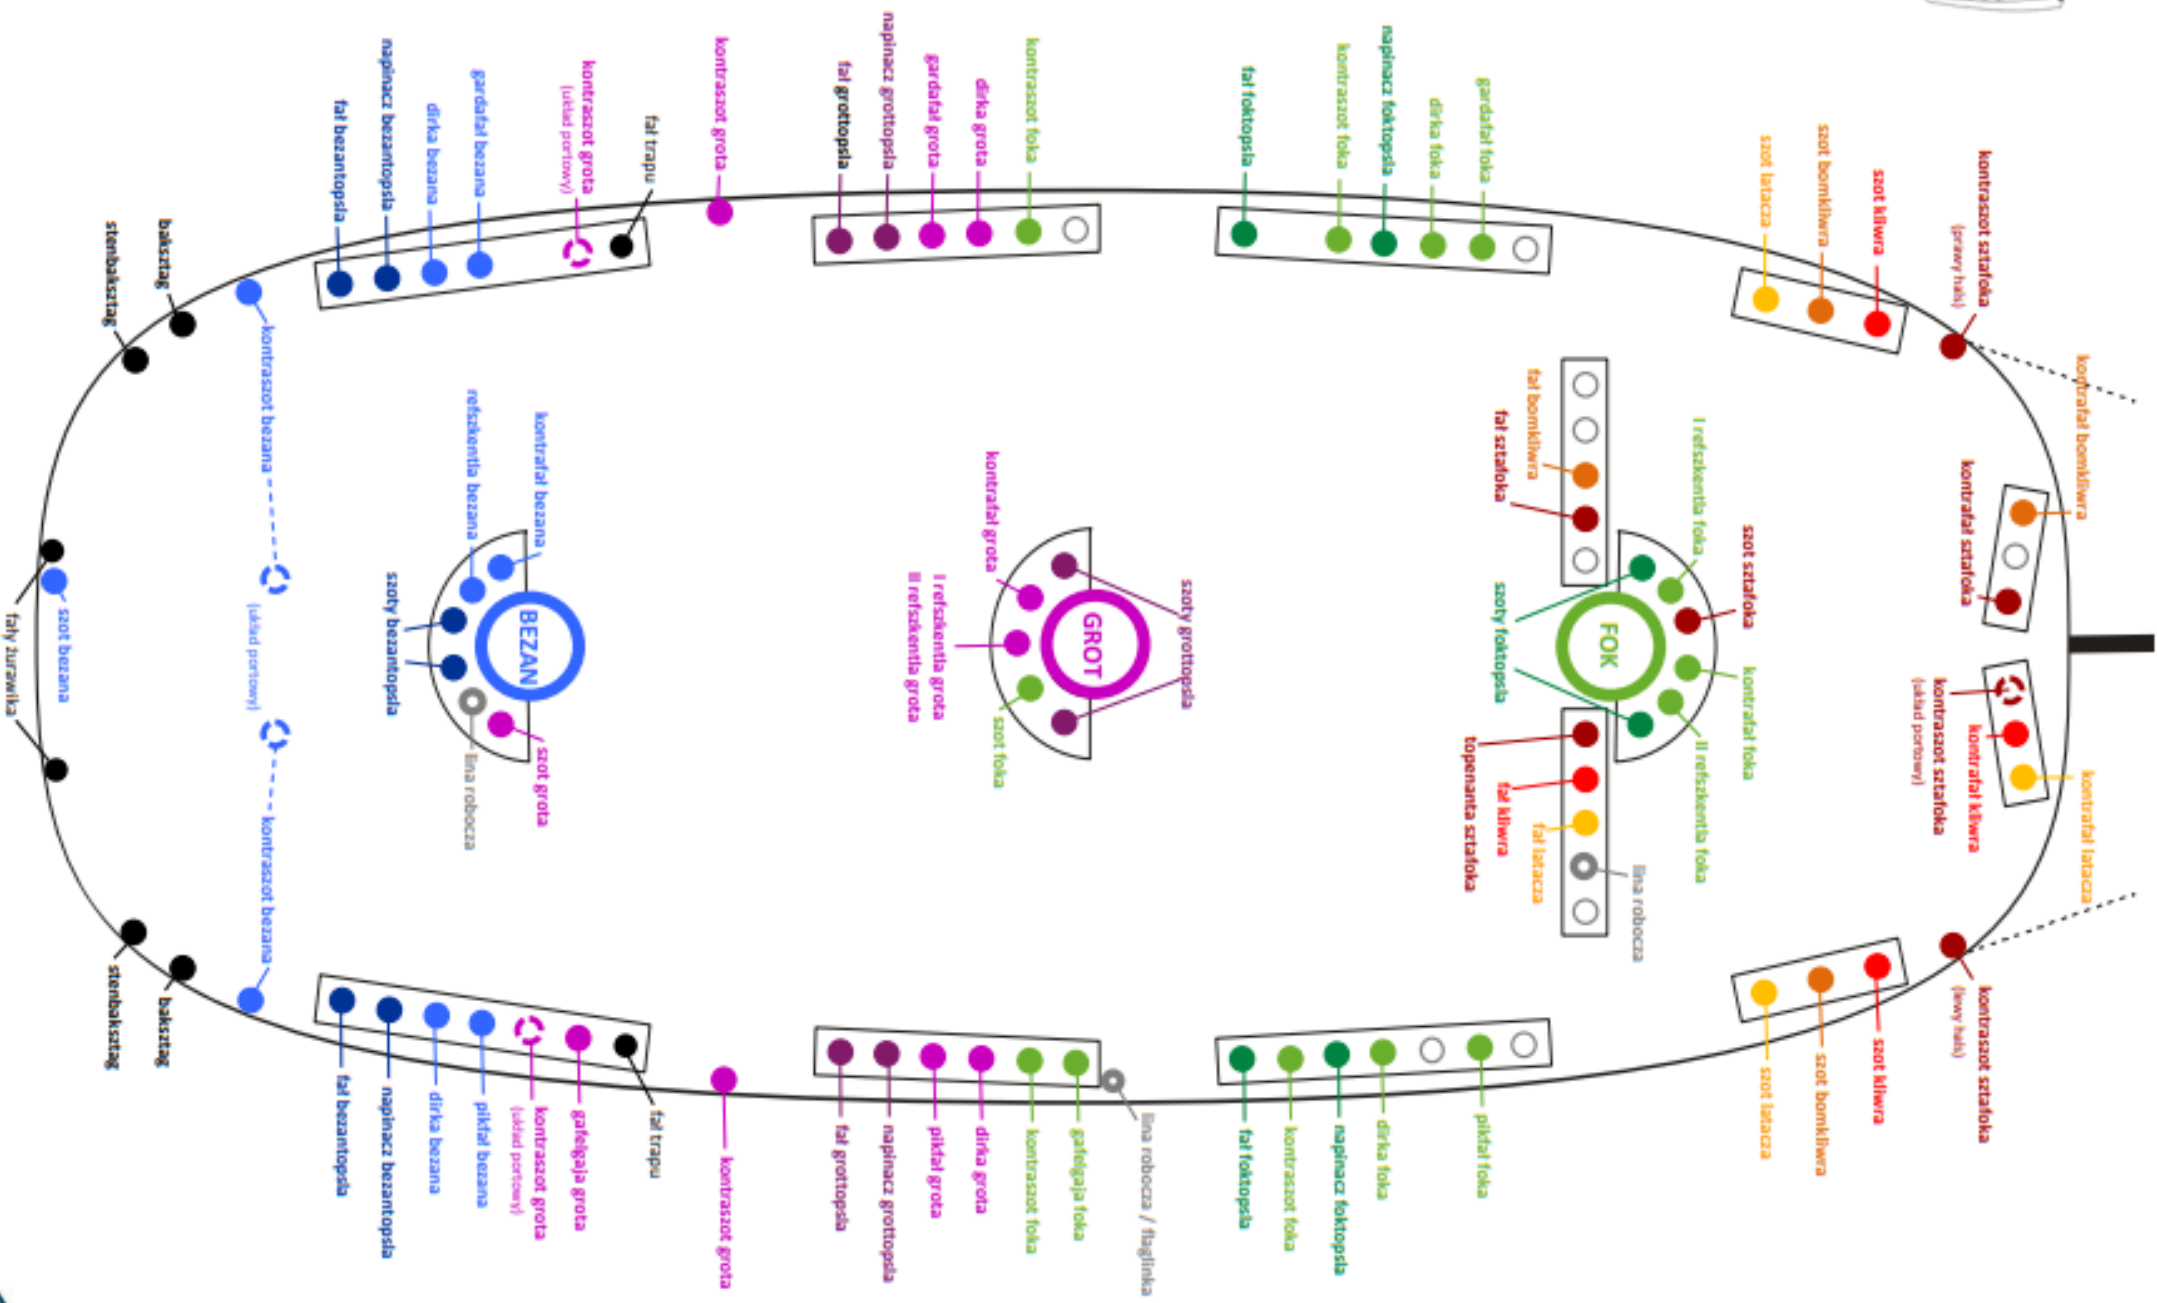 fał bezantopsla
napinacz bezantopsla
dirka bezana
gardafał bezana
kontraszot grota
(układ portowy)
fał trapu
kontraszot grota
fał grottopsla
napinacz grottopsla
gardafał grota
dirka grota
kontraszot foka
fał foktopsla
kontraszot foka
napinacz foktopsla
dirka foka
gardafał foka
szot latacza
szot bomkliwra
szot kliwra
kontraszot sztafoka
(prawy hals)
stenbaksztag
baksztag
kontraszot bezana
refszkentla bezana
kontrafał bezana
kontrafał grota
fał sztafoka
fał bomkliwra
I refszkentla foka
szot sztafoka
kontrafał sztafoka
kontrafał bomkliwra
fały żurawika
szot bezana
(układ portowy)
szoty bezantopsla
BEZAN
II refszkentla grota
I refszkentla grota
GROT
szoty grottopsla
szoty foktopsla
FOK
kontrafał foka
kontraszot sztafoka
(układ portowy)
kontrafał kliwra
kontrafał latacza
lina robocza
szot grota
szot foka
topenanta sztafoka
fał kliwra
fał latacza
lina robocza
II refszkentla foka
kontraszot bezana
stenbaksztag
baksztag
fał bezantopsla
napinacz bezantopsla
dirka bezana
pikfał bezana
kontraszot grota
(układ portowy)
gafelgaja grota
fał trapu
kontraszot grota
fał grottopsla
napinacz grottopsla
pikfał grota
dirka grota
kontraszot foka
gafelgaja foka
lina robocza / flaglinka
fał foktopsla
kontraszot foka
napinacz foktopsla
dirka foka
pikfał foka
szot latacza
szot bomkliwra
szot kliwra
kontraszot sztafoka
(lewy hals)